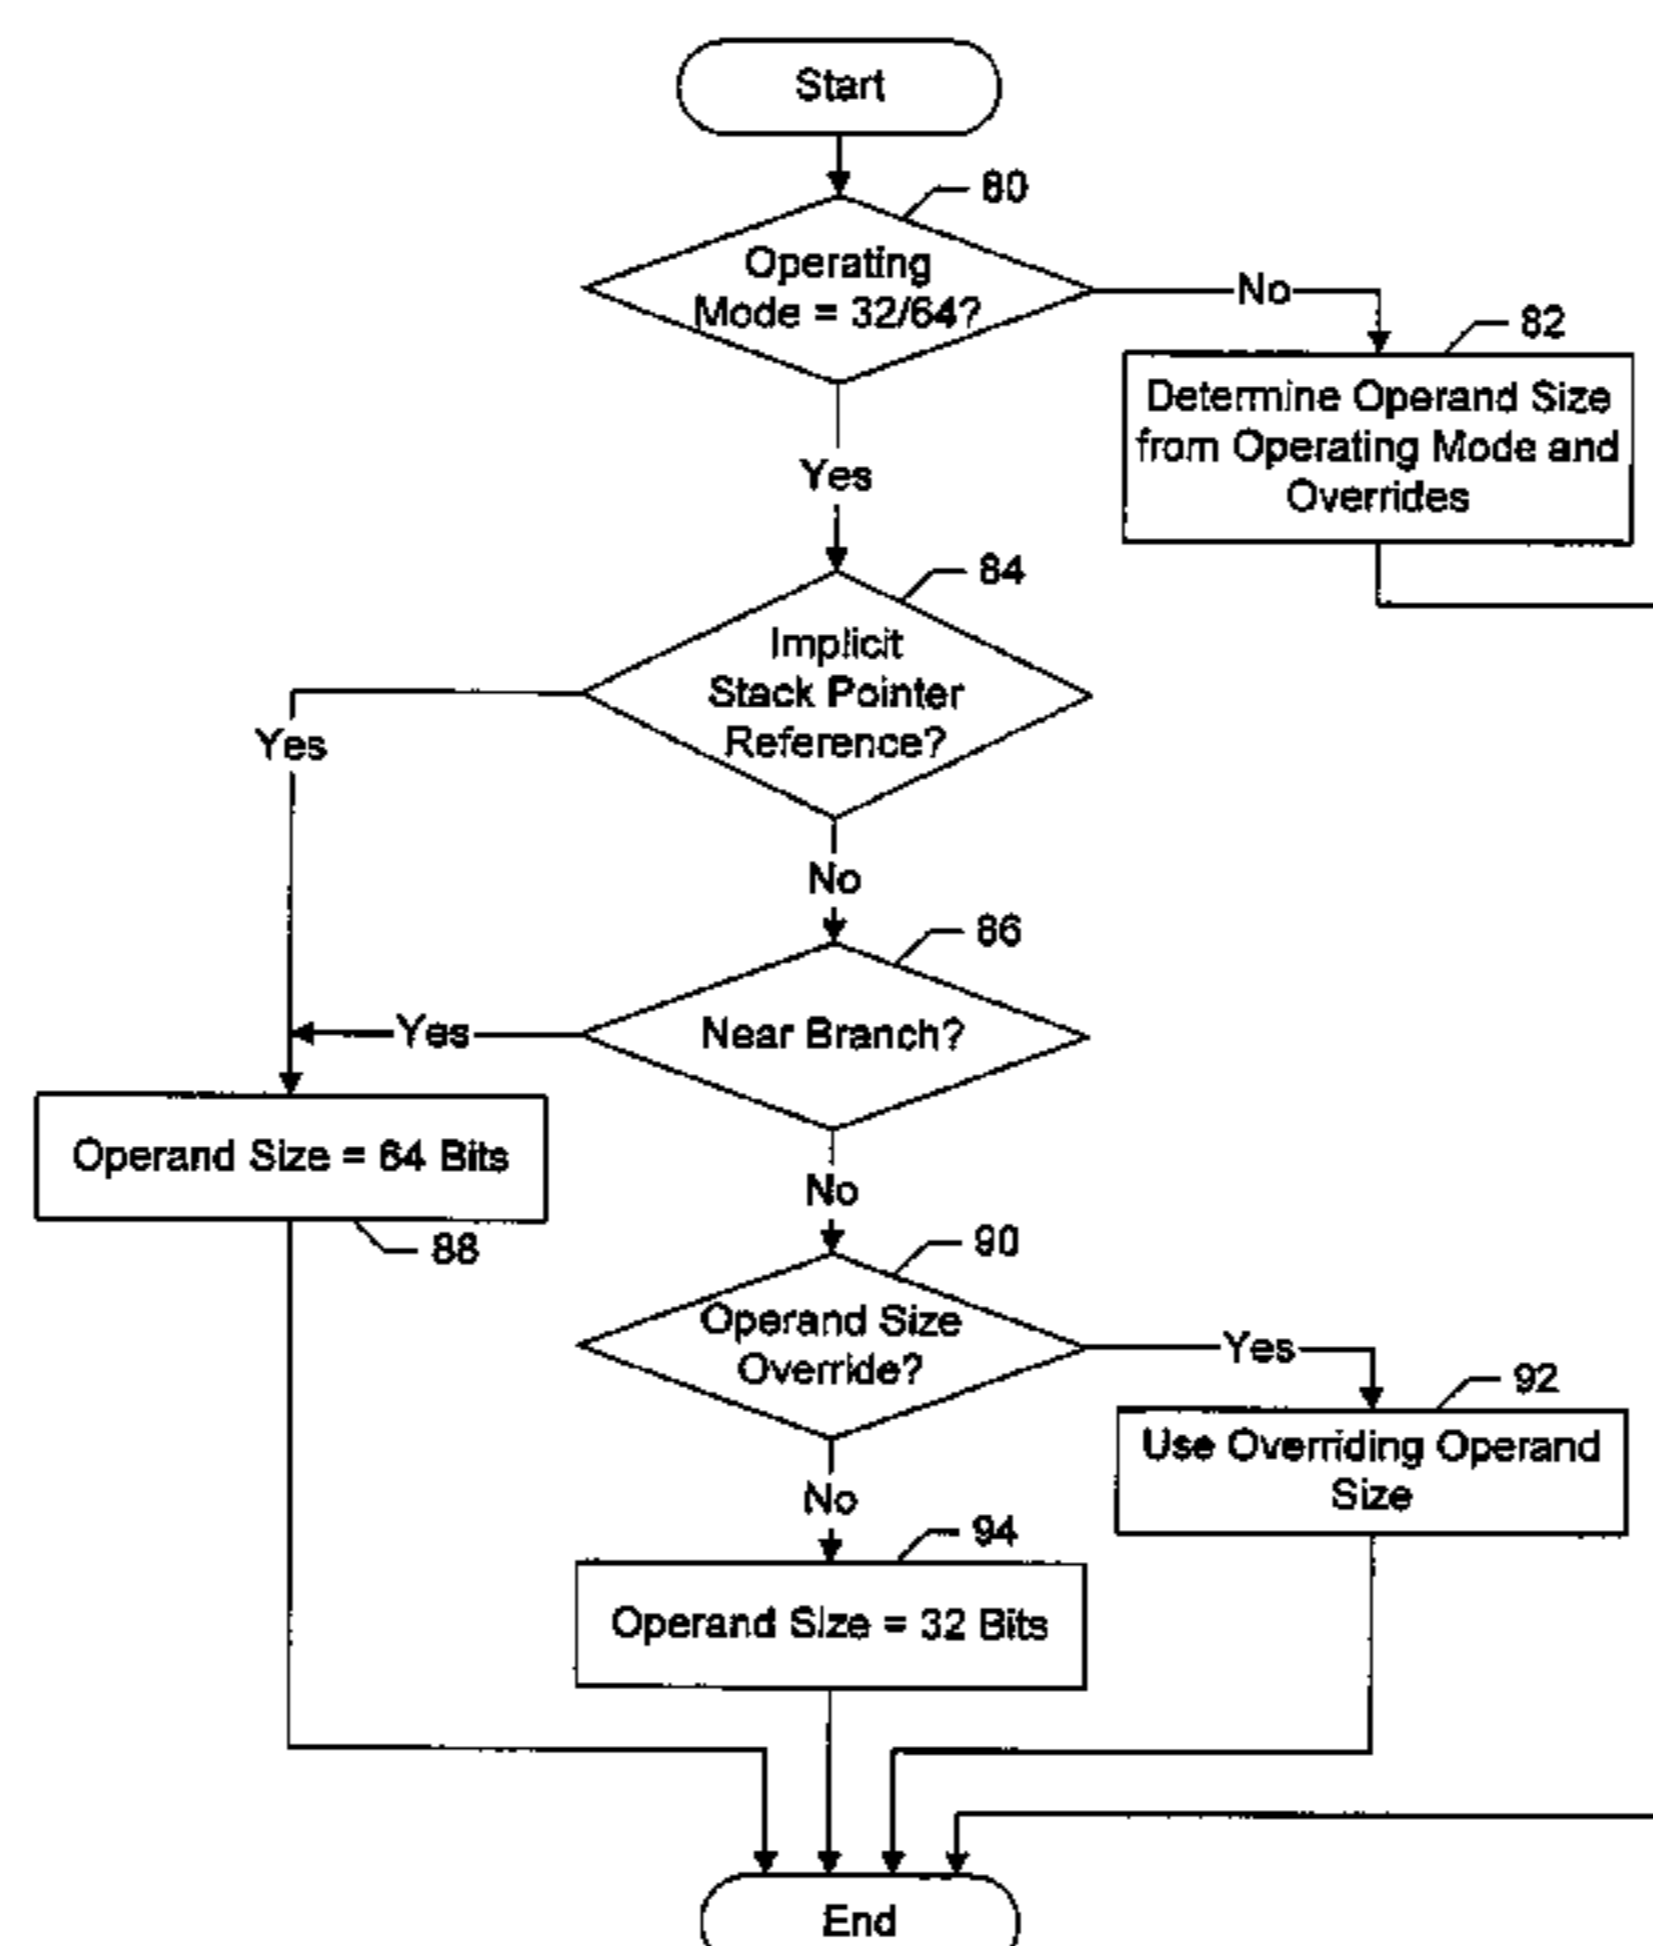 Start
80
Operating
Mode = 32/64?
No
82
Determine Operand Size
from Operating Mode and
Overrides
Yes
84
Implicit
Stack Pointer
Reference?
Yes
No
86
Near Branch?
Yes
Operand Size = 64 Bits
88
No
90
Operand Size
Override?
Yes
92
Use Overriding Operand
Size
No
94
Operand Size = 32 Bits
End